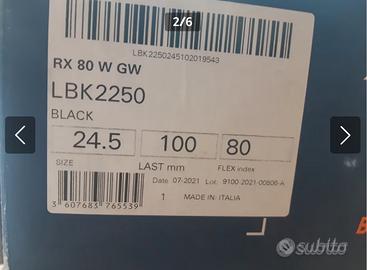 2/6
LBK2250245102019543
RX 80 W GW
LBK2250
BLACK
24.5 100 80
SIZE LAST mm FLEX index
Date 07-2021 Lot: 9100-2021-00806-A
3 607683 765539 1 MADE IN: ITALIA
B
subito